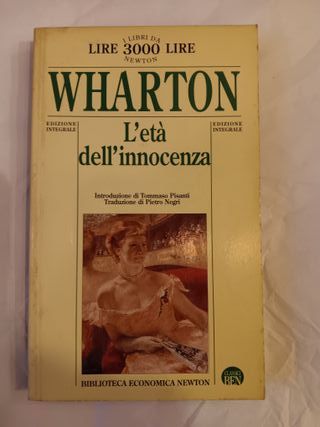 I LIBRI DA
LIRE 3000 LIRE
NEWTON
WHARTON
EDIZIONE
INTEGRALE
EDIZIONE
INTEGRALE
L'età
dell'innocenza
Introduzione di Tommaso Pisanti
Traduzione di Pietro Negri
BIBLIOTECA ECONOMICA NEWTON
CLASSICI
BEN